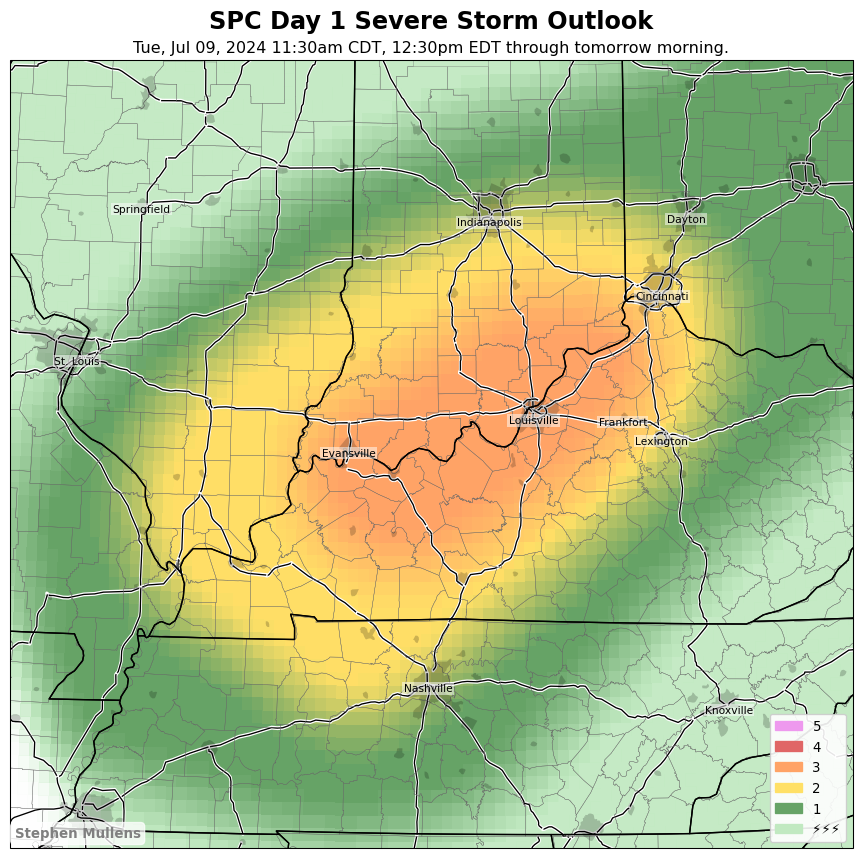 SPC Day 1 Severe Storm Outlook
Tue, Jul 09, 2024 11:30am CDT, 12:30pm EDT through tomorrow morning.
Springfield
Indianapolis
Dayton
Cincinnati
St. Louis
Louisville
Frankfort
Lexington
Evansville
Nashville
Knoxville
5
4
3
2
1
⚡⚡⚡
Stephen Mullens